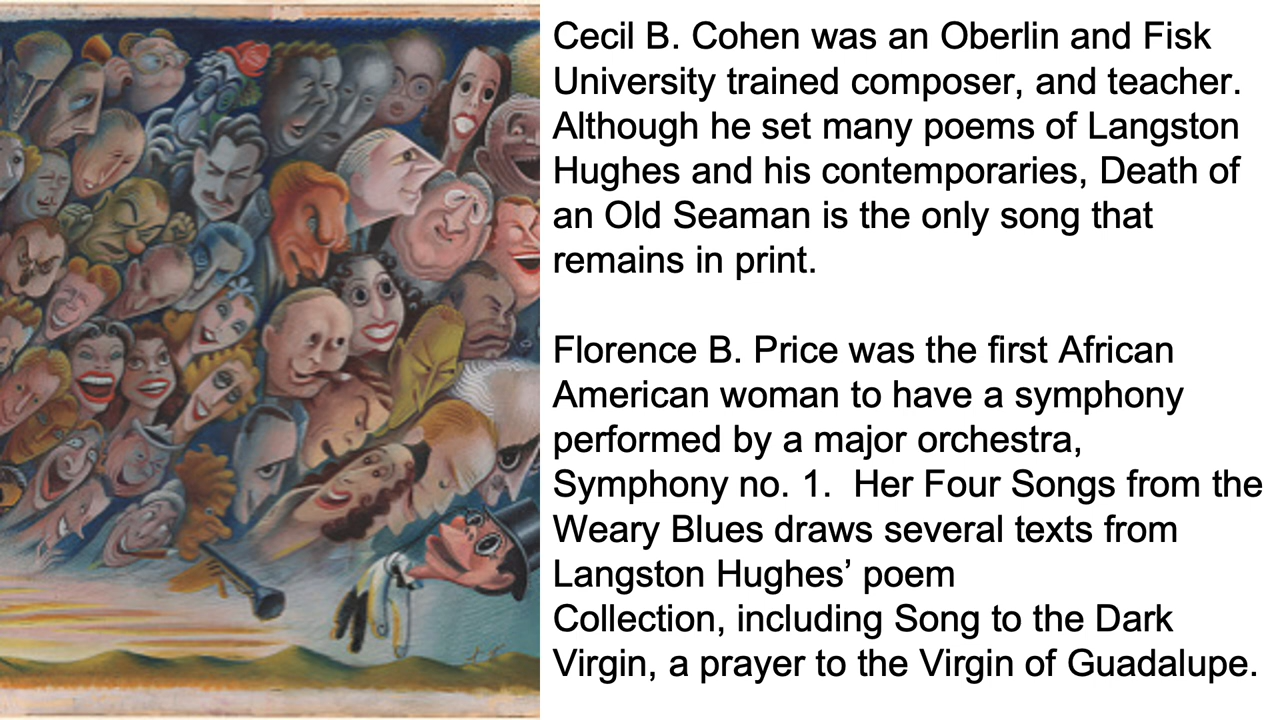 Cecil B. Cohen was an Oberlin and Fisk
University trained composer, and teacher.
Although he set many poems of Langston
Hughes and his contemporaries, Death of
an Old Seaman is the only song that
remains in print.
Florence B. Price was the first African
American woman to have a symphony
performed by a major orchestra,
Symphony no. 1.  Her Four Songs from the
Weary Blues draws several texts from
Langston Hughes’ poem
Collection, including Song to the Dark
Virgin, a prayer to the Virgin of Guadalupe.